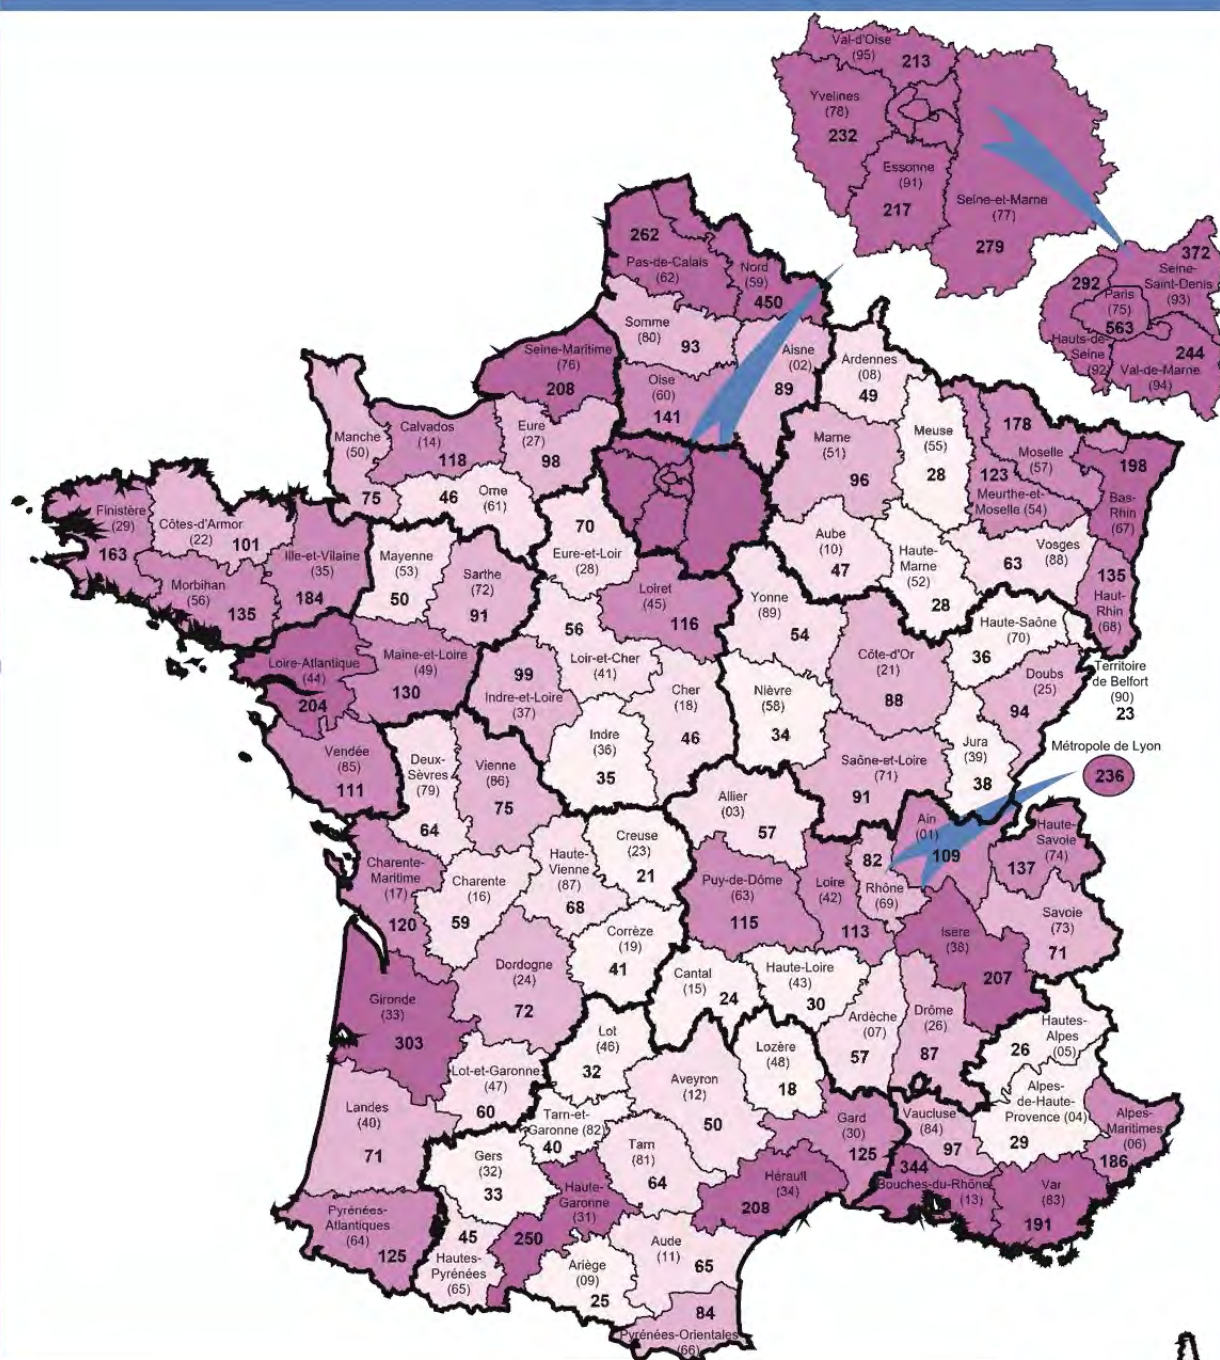 Val-d'Oise
(95)
213
Yvelines
(78)
232
Essonne
(91)
217
Seine-et-Marne
(77)
279
372
Seine-
Saint-Denis
(93)
292
Paris
(75)
563
Hauts-de-
Seine
(92)
244
Val-de-Marne
(94)
262
Pas-de-Calais
(62)
Nord
(59)
450
Somme
(80)
93
Aisne
(02)
89
Ardennes
(08)
49
Seine-Maritime
(76)
208
Oise
(60)
141
Manche
(50)
75
Calvados
(14)
118
Eure
(27)
98
46
Orne
(61)
Marne
(51)
96
Meuse
(55)
28
178
Moselle
(57)
123
Meurthe-et-
Moselle (54)
198
Bas-
Rhin
(67)
Finistère
(29)
163
Côtes-d'Armor
(22)
101
Ille-et-Vilaine
(35)
184
Morbihan
(56)
135
Mayenne
(53)
50
Sarthe
(72)
91
70
Eure-et-Loir
(28)
Aube
(10)
47
Haute-
Marne
(52)
28
Vosges
(88)
63
135
Haut-
Rhin
(68)
Loiret
(45)
116
Yonne
(89)
54
56
Loir-et-Cher
(41)
Haute-Saône
(70)
36
Territoire
de Belfort
(90)
23
Loire-Atlantique
(44)
204
Maine-et-Loire
(49)
130
99
Indre-et-Loire
(37)
Cher
(18)
46
Nièvre
(58)
34
Côte-d'Or
(21)
88
Doubs
(25)
94
Vendée
(85)
111
Deux-
Sèvres
(79)
64
Vienne
(86)
75
Indre
(36)
35
Saône-et-Loire
(71)
91
Jura
(39)
38
Métropole de Lyon
236
Allier
(03)
57
Charente-
Maritime
(17)
120
Charente
(16)
59
Haute-
Vienne
(87)
68
Creuse
(23)
21
Puy-de-Dôme
(63)
115
Loire
(42)
113
82
Rhône
(69)
Ain
(01)
109
Haute-
Savoie
(74)
137
Savoie
(73)
71
Isère
(38)
207
Corrèze
(19)
41
Dordogne
(24)
72
Cantal
(15)
24
Haute-Loire
(43)
30
Ardèche
(07)
57
Drôme
(26)
87
Hautes-
Alpes
(05)
26
Gironde
(33)
303
Lot-et-Garonne
(47)
60
Lot
(46)
32
Aveyron
(12)
50
Lozère
(48)
18
Alpes-
de-Haute-
Provence (04)
29
Alpes-
Maritimes
(06)
186
Landes
(40)
71
Tarn-et-
Garonne (82)
40
Tarn
(81)
64
Gard
(30)
125
Vaucluse
(84)
97
344
Bouches-du-Rhône
(13)
Var
(83)
191
Gers
(32)
33
Haute-
Garonne
(31)
250
Hérault
(34)
208
Pyrénées-
Atlantiques
(64)
125
45
Hautes-
Pyrénées
(65)
Ariège
(09)
25
Aude
(11)
65
84
Pyrénées-Orientales
(66)